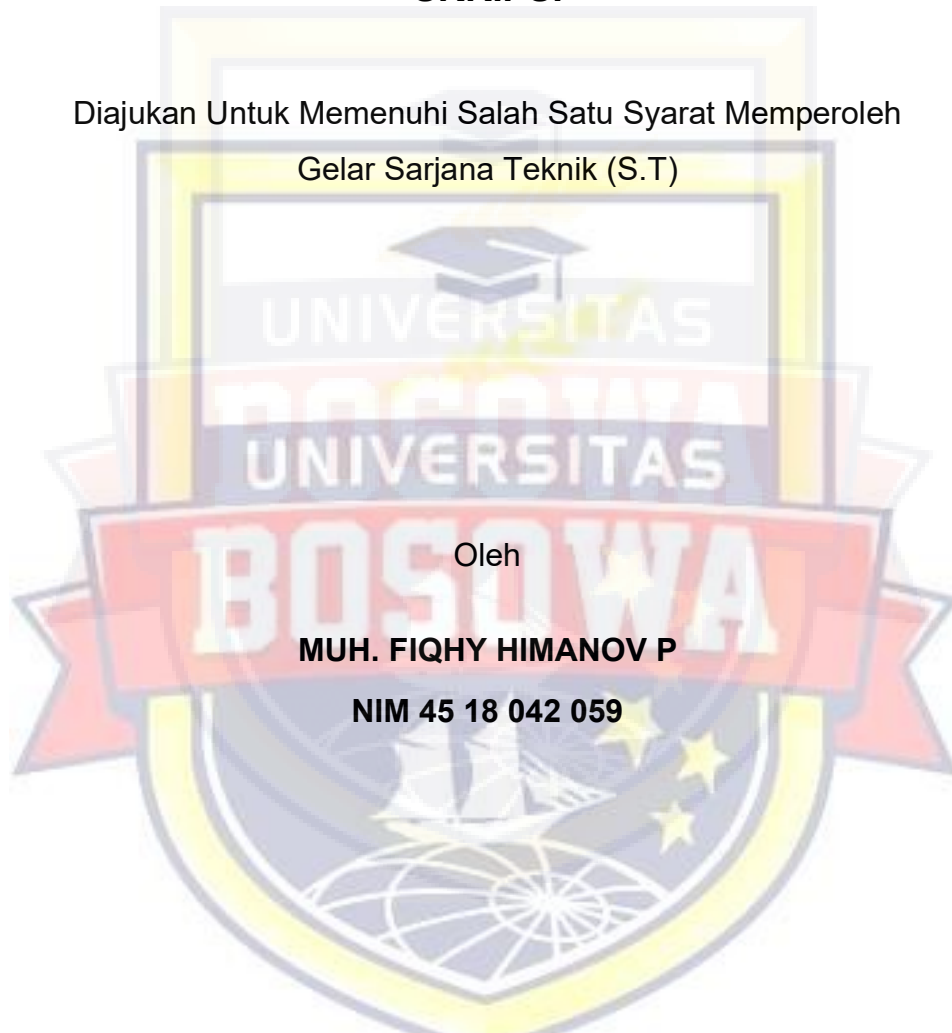 Diajukan Untuk Memenuhi Salah Satu Syarat Memperoleh
Gelar Sarjana Teknik (S.T)
UNIVERSITAS
BOSOWA
UNIVERSITAS
BOSOWA
Oleh
MUH. FIQHY HIMANOV P
NIM 45 18 042 059